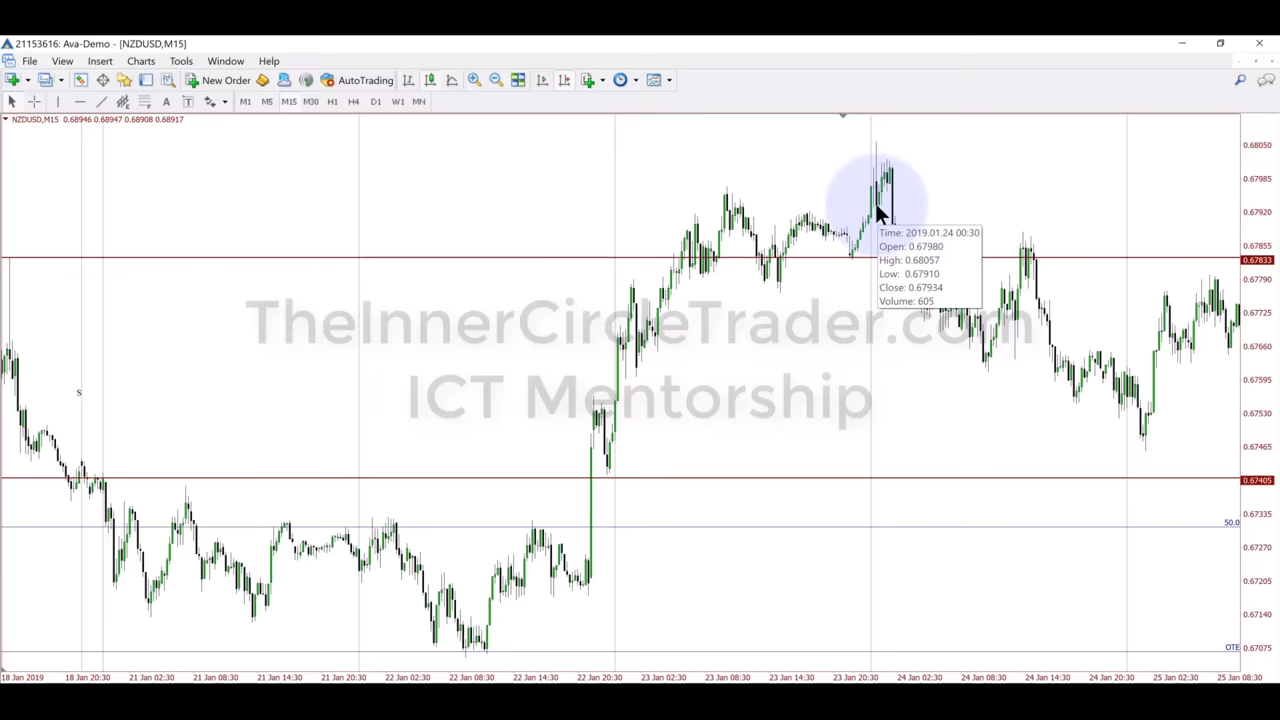 21153616: Ava-Demo - [NZDUSD,M15]
File View Insert Charts Tools Window Help
New Order AutoTrading
A T M1 M5 M15 M30 H1 H4 D1 W1 MN
NZDUSD,M15 0.68946 0.68947 0.68908 0.68917
0.68050
0.67985
0.67920
0.67855
0.67833
0.67790
0.67725
0.67660
0.67595
0.67530
0.67465
0.67405
0.67335
0.67270
0.67205
0.67140
0.67075
Time: 2019.01.24 00:30
Open: 0.67980
High: 0.68057
Low: 0.67910
Close: 0.67934
Volume: 605
TheInnerCircleTrader.com
ICT Mentorship
S
50.0
OTE
18 Jan 2019 18 Jan 20:30 21 Jan 02:30 21 Jan 08:30 21 Jan 14:30 21 Jan 20:30 22 Jan 02:30 22 Jan 08:30 22 Jan 14:30 22 Jan 20:30 23 Jan 02:30 23 Jan 08:30 23 Jan 14:30 23 Jan 20:30 24 Jan 02:30 24 Jan 08:30 24 Jan 14:30 24 Jan 20:30 25 Jan 02:30 25 Jan 08:30